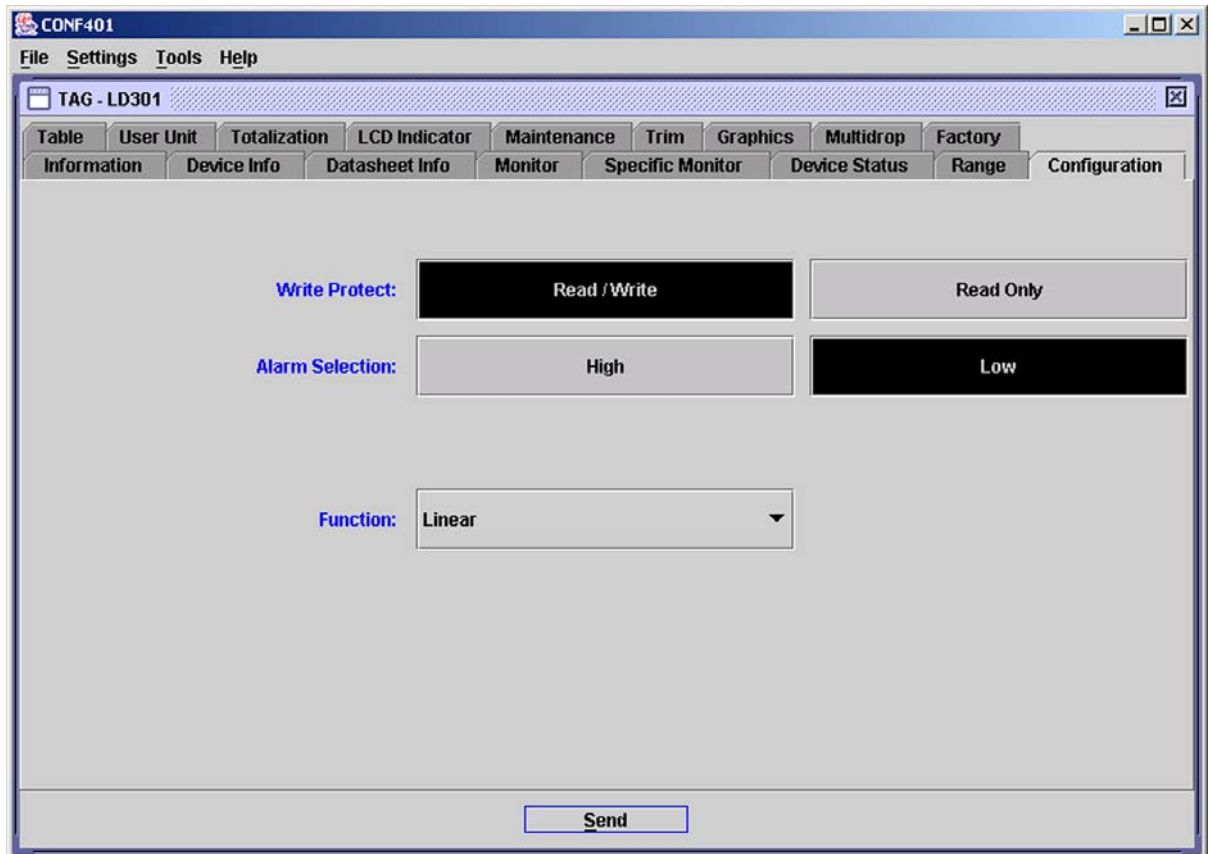 CONF401
File Settings Tools Help
TAG - LD301
Table User Unit Totalization LCD Indicator Maintenance Trim Graphics Multidrop Factory
Information Device Info Datasheet Info Monitor Specific Monitor Device Status Range Configuration
Write Protect: Read / Write Read Only
Alarm Selection: High Low
Function: Linear
Send